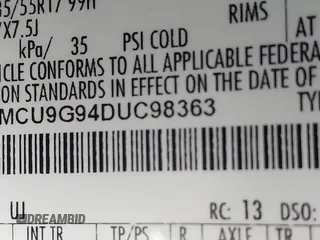 35/55R17 99H
RIMS
7X7.5J
kPa/ 35 PSI COLD
ICLE CONFORMS TO ALL APPLICABLE FEDERA
ON STANDARDS IN EFFECT ON THE DATE OF
MCU9G94DUC98363 TY
UJ
RC: 13 DSO:
DREAMBID
INT TR TP/PS R AXLE TR